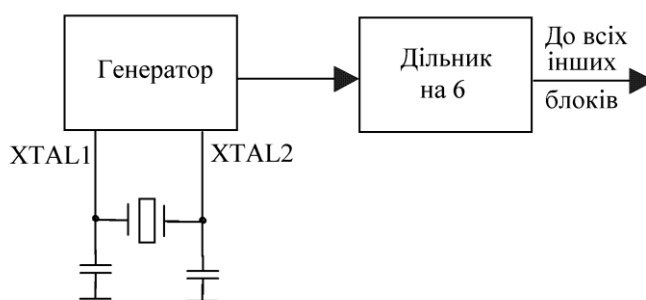 Генератор
Дільник
на 6
До всіх
інших
блоків
XTAL1
XTAL2